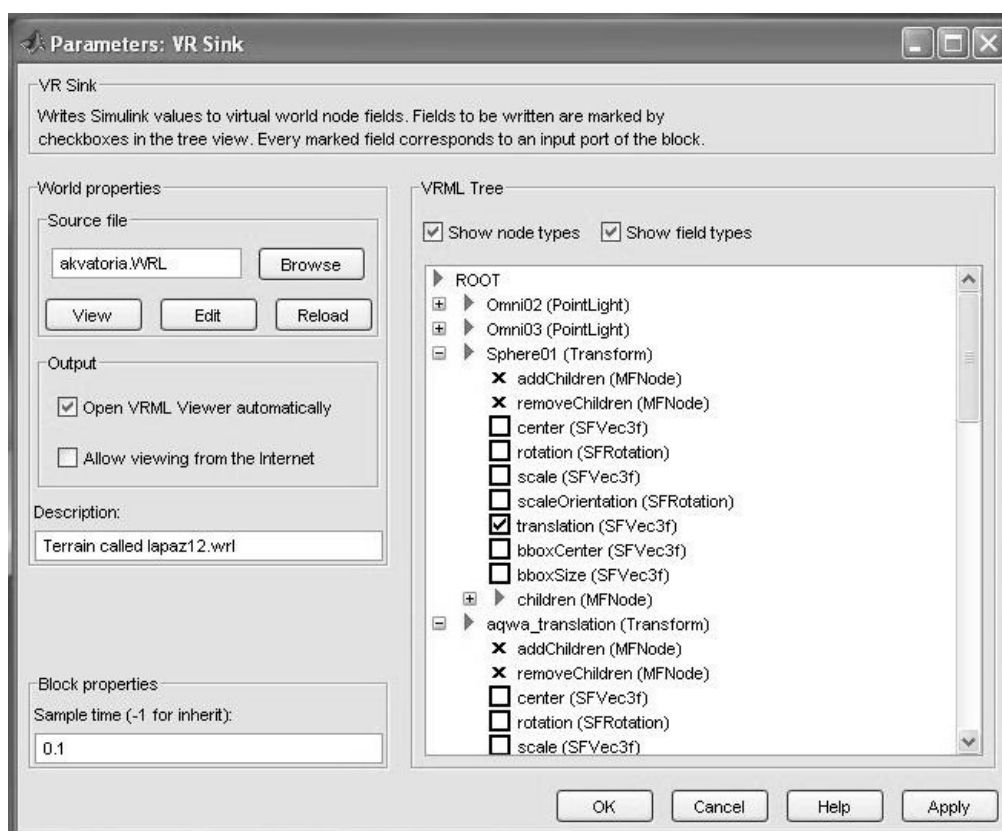 Parameters: VR Sink
VR Sink
Writes Simulink values to virtual world node fields. Fields to be written are marked by
checkboxes in the tree view. Every marked field corresponds to an input port of the block.
World properties
Source file
akvatoria.WRL
Browse
View
Edit
Reload
Output
Open VRML Viewer automatically
Allow viewing from the Internet
Description:
Terrain called lapaz12.wrl
Block properties
Sample time (-1 for inherit):
0.1
VRML Tree
Show node types
Show field types
ROOT
Omni02 (PointLight)
Omni03 (PointLight)
Sphere01 (Transform)
addChildren (MFNode)
removeChildren (MFNode)
center (SFVec3f)
rotation (SFRotation)
scale (SFVec3f)
scaleOrientation (SFRotation)
translation (SFVec3f)
bboxCenter (SFVec3f)
bboxSize (SFVec3f)
children (MFNode)
aqwa_translation (Transform)
addChildren (MFNode)
removeChildren (MFNode)
center (SFVec3f)
rotation (SFRotation)
scale (SFVec3f)
OK
Cancel
Help
Apply